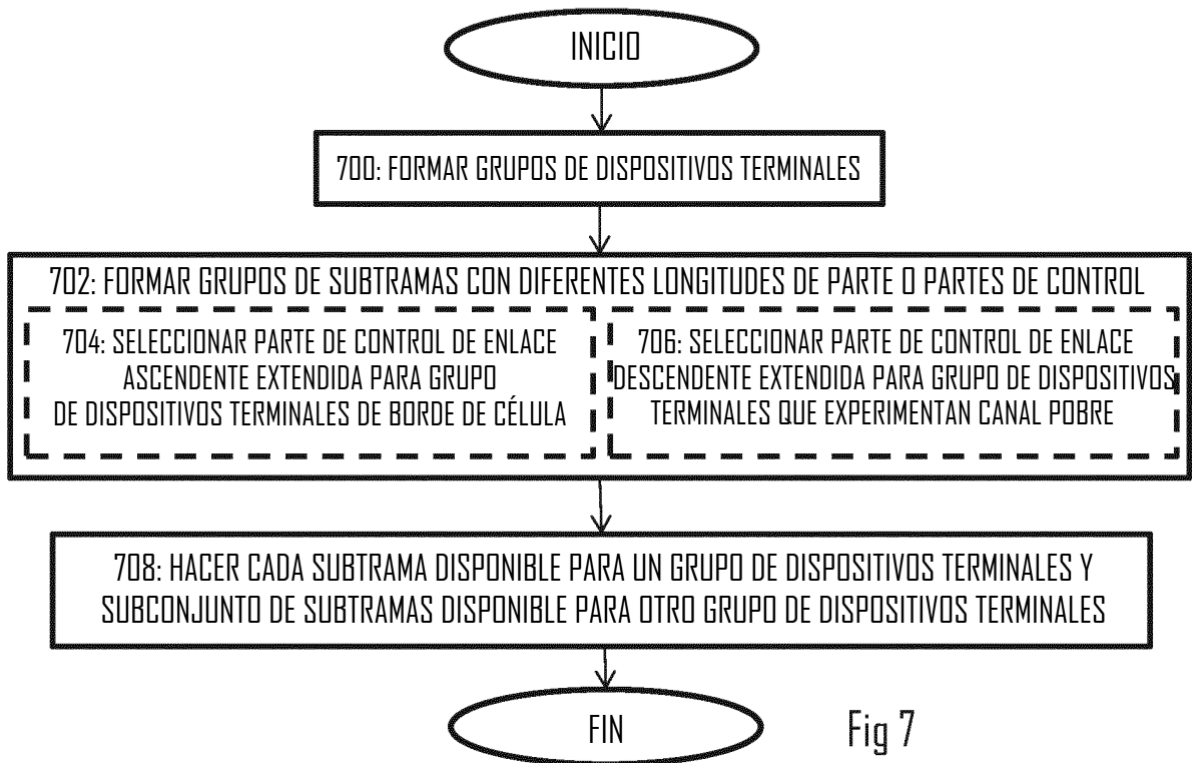 INICIO
700: FORMAR GRUPOS DE DISPOSITIVOS TERMINALES
702: FORMAR GRUPOS DE SUBTRAMAS CON DIFERENTES LONGITUDES DE PARTE O PARTES DE CONTROL
704: SELECCIONAR PARTE DE CONTROL DE ENLACE
ASCENDENTE EXTENDIDA PARA GRUPO
DE DISPOSITIVOS TERMINALES DE BORDE DE CÉLULA
706: SELECCIONAR PARTE DE CONTROL DE ENLACE
DESCENDENTE EXTENDIDA PARA GRUPO DE DISPOSITIVOS
TERMINALES QUE EXPERIMENTAN CANAL POBRE
708: HACER CADA SUBTRAMA DISPONIBLE PARA UN GRUPO DE DISPOSITIVOS TERMINALES Y
SUBCONJUNTO DE SUBTRAMAS DISPONIBLE PARA OTRO GRUPO DE DISPOSITIVOS TERMINALES
FIN
Fig 7